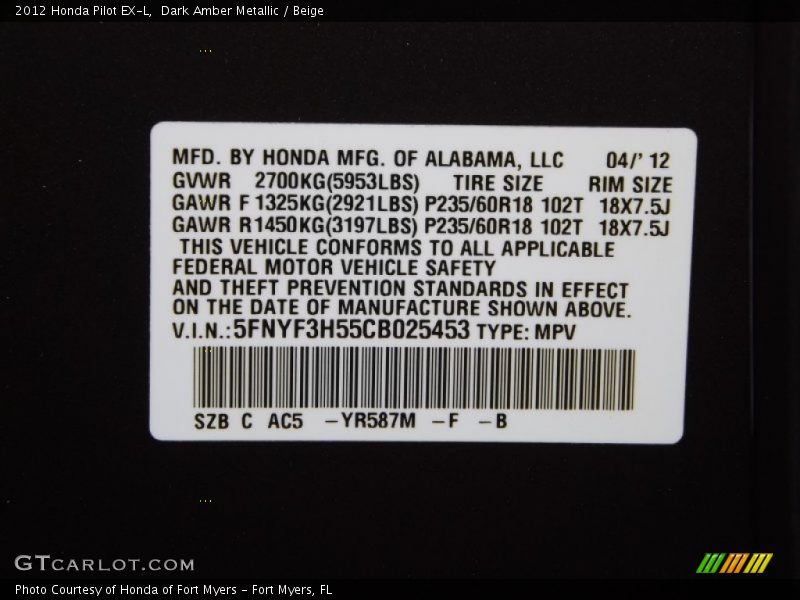 2012 Honda Pilot EX-L,  Dark Amber Metallic / Beige
MFD. BY HONDA MFG. OF ALABAMA, LLC 04/' 12
GVWR 2700KG(5953LBS) TIRE SIZE RIM SIZE
GAWR F 1325KG(2921LBS) P235/60R18 102T 18X7.5J
GAWR R1450KG(3197LBS) P235/60R18 102T 18X7.5J
THIS VEHICLE CONFORMS TO ALL APPLICABLE
FEDERAL MOTOR VEHICLE SAFETY
AND THEFT PREVENTION STANDARDS IN EFFECT
ON THE DATE OF MANUFACTURE SHOWN ABOVE.
V.I.N.:5FNYF3H55CB025453 TYPE: MPV
SZB C AC5 -YR587M -F -B
GTCARLOT.COM
Photo Courtesy of Honda of Fort Myers - Fort Myers, FL